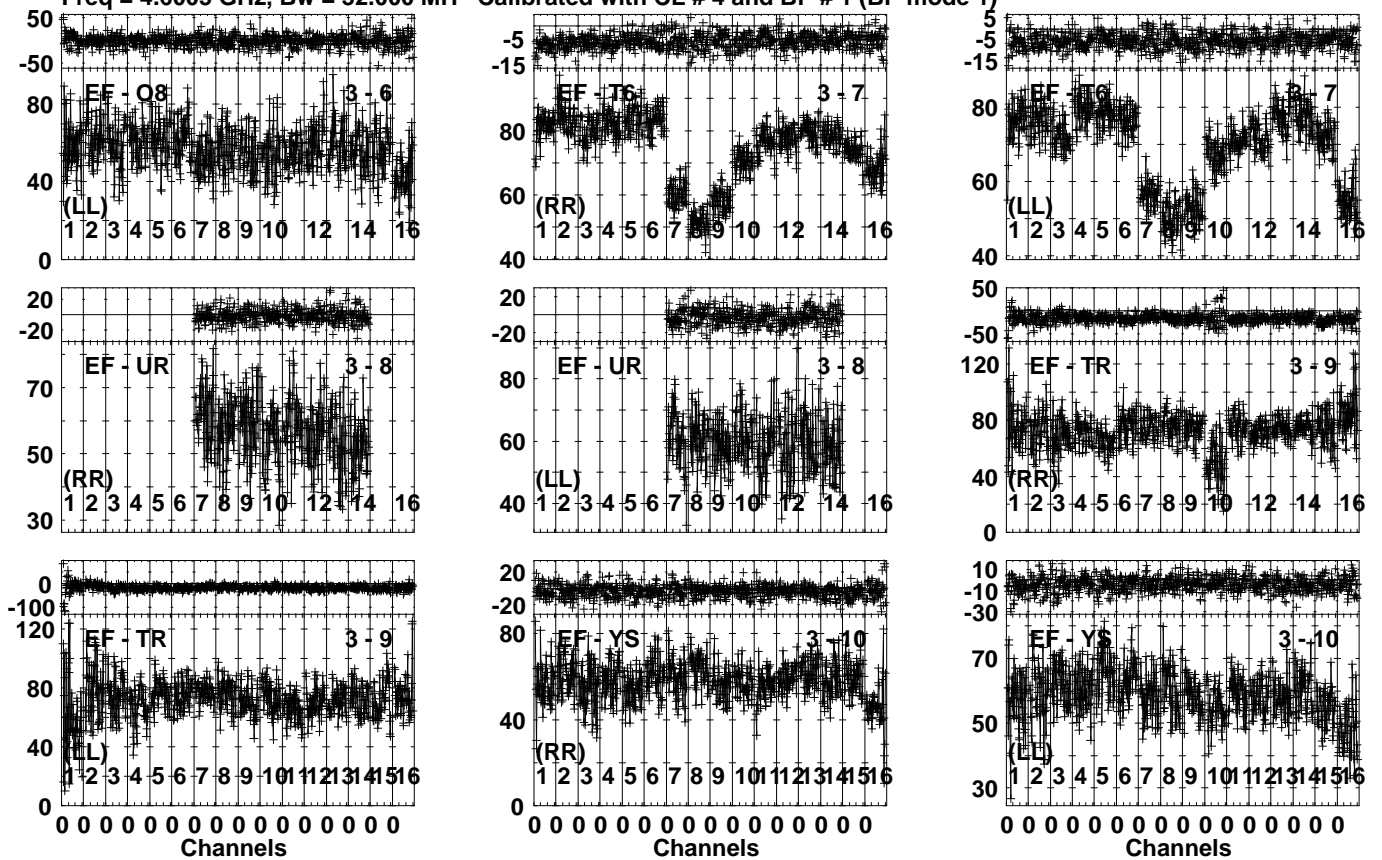 Freq = 4.6005 GHz, Bw = 32.000 MH Calibrated with CL # 4 and BP # 1 (BP mode 1)
50
-50
EF - O8 3 - 6
80
40
0
(LL)
1 2 3 4 5 6 7 8 9 10 12 14 16
-5
-15
EF - T6 3 - 7
80
60
40
(RR)
1 2 3 4 5 6 7 8 9 10 12 14 16
5
-5
-15
EF - T6 3 - 7
80
60
40
(LL)
1 2 3 4 5 6 7 8 9 10 12 14 16
20
-20
EF - UR 3 - 8
70
50
30
(RR)
1 2 3 4 5 6 7 8 9 10 12 14 16
20
-20
EF - UR 3 - 8
80
60
40
(LL)
1 2 3 4 5 6 7 8 9 10 12 14 16
50
-50
EF - TR 3 - 9
120
80
40
0
(RR)
1 2 3 4 5 6 7 8 9 10 12 14 16
0
-100
EF - TR 3 - 9
120
80
40
0
(LL)
1 2 3 4 5 6 7 8 9 10 11 12 13 14 15 16
0 0 0 0 0 0 0 0 0 0 0 0 0 0 0 0
Channels
20
-20
EF - YS 3 - 10
80
40
0
(RR)
1 2 3 4 5 6 7 8 9 10 11 12 13 14 15 16
0 0 0 0 0 0 0 0 0 0 0 0 0 0 0 0
Channels
10
-10
-30
EF - YS 3 - 10
70
50
30
(LL)
1 2 3 4 5 6 7 8 9 10 11 12 13 14 15 16
0 0 0 0 0 0 0 0 0 0 0 0 0 0 0 0
Channels